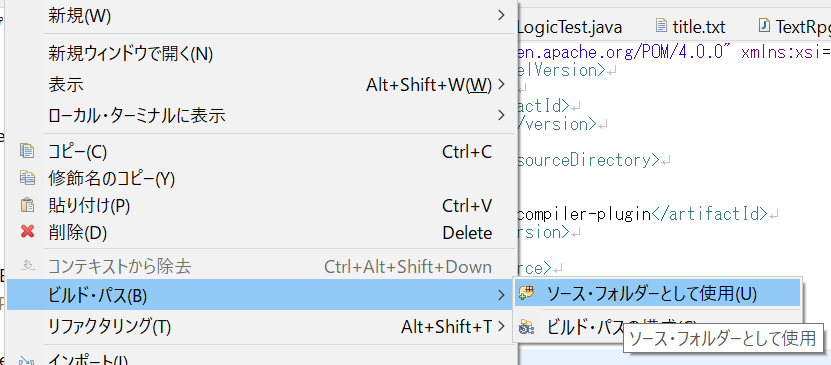 新規(W)
新規ウィンドウで開く(N)
表示 Alt+Shift+W(W)
ローカル・ターミナルに表示
コピー(C) Ctrl+C
修飾名のコピー(Y)
貼り付け(P) Ctrl+V
削除(D) Delete
コンテキストから除去 Ctrl+Alt+Shift+Down
ビルド・パス(B)
リファクタリング(T) Alt+Shift+T
インポート(I)
LogicTest.java title.txt TextRpg
en.apache.org/POM/4.0.0" xmlns:xsi=
elVersion>
>
actId>
/version>
sourceDirectory>
compiler-plugin</artifactId>
rsion>
rce>
ソース・フォルダーとして使用(U)
ビルド・パスの
ソース・フォルダーとして使用